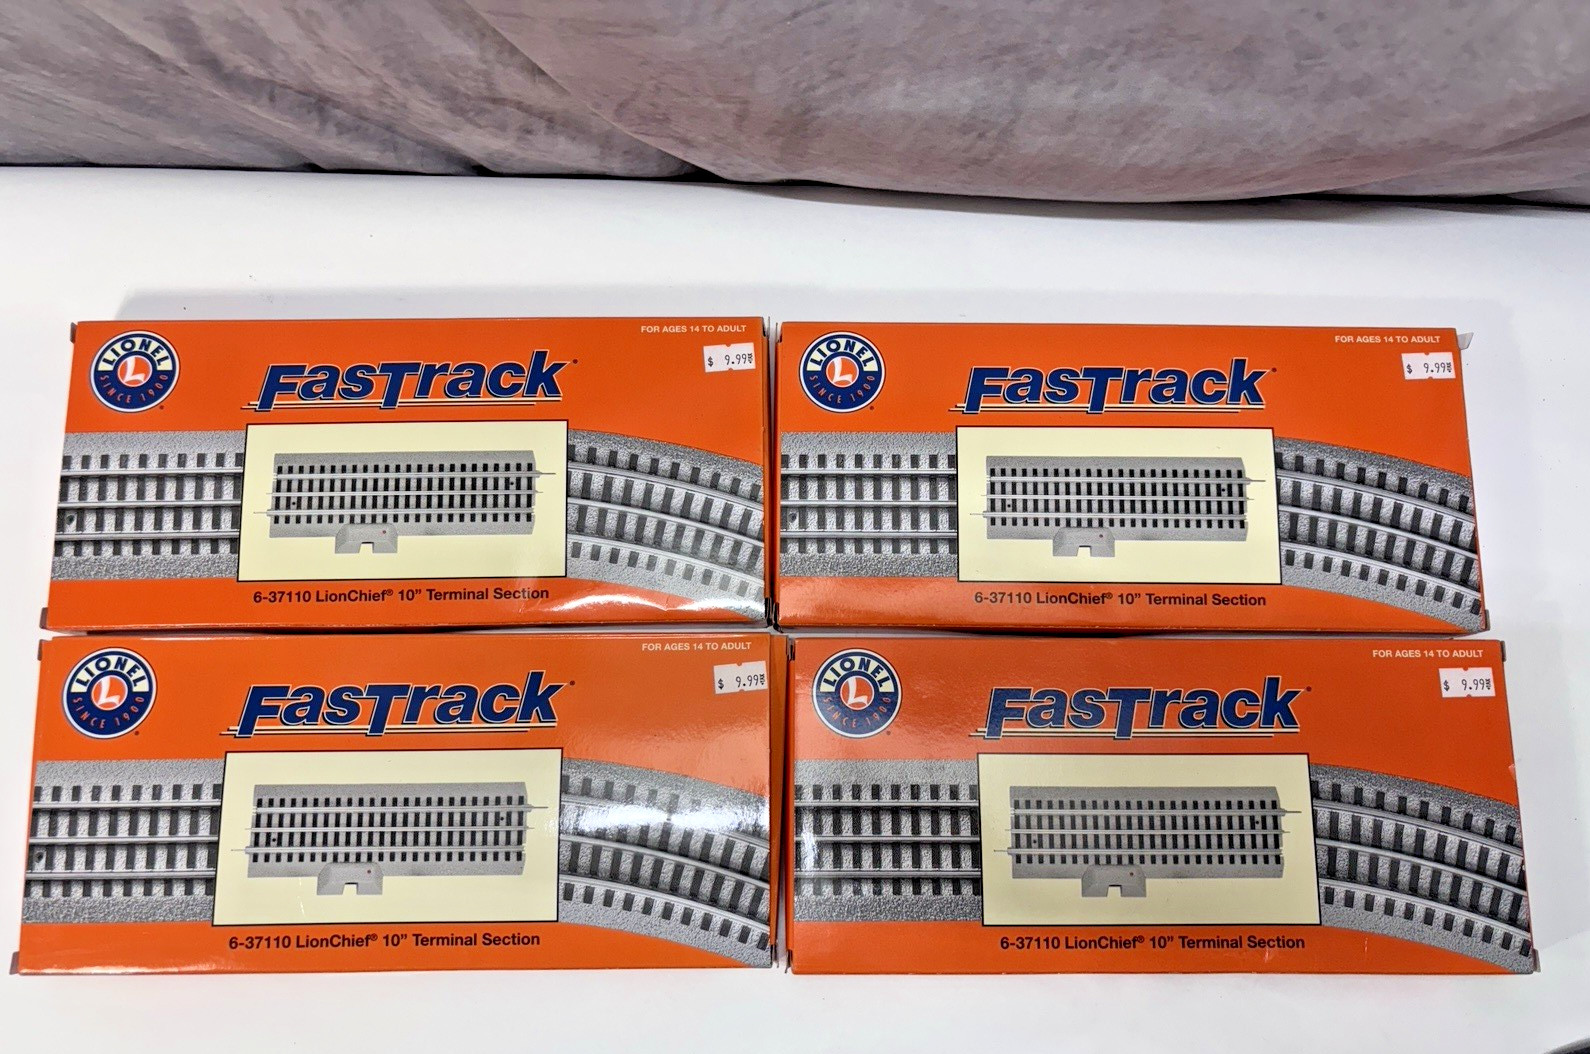 FOR AGES 14 TO ADULT
LIONEL
L
SINCE 1900
$ 9.99
FasTrack
6-37110 LionChief® 10” Terminal Section
FOR AGES 14 TO ADULT
LIONEL
L
SINCE 1900
$ 9.99
FasTrack
6-37110 LionChief® 10” Terminal Section
FOR AGES 14 TO ADULT
LIONEL
L
SINCE 1900
$ 9.99
FasTrack
6-37110 LionChief® 10” Terminal Section
FOR AGES 14 TO ADULT
LIONEL
L
SINCE 1900
$ 9.99
FasTrack
6-37110 LionChief® 10” Terminal Section